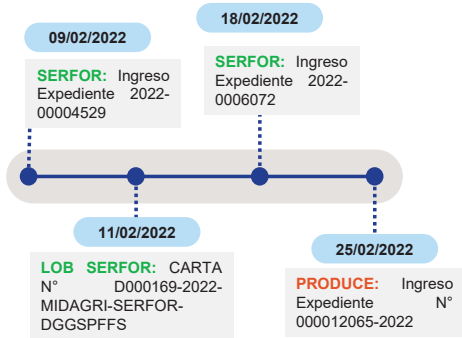 09/02/2022
SERFOR: Ingreso
Expediente 2022-
00004529
18/02/2022
SERFOR: Ingreso
Expediente 2022-
0006072
11/02/2022
LOB SERFOR: CARTA
N° D000169-2022-
MIDAGRI-SERFOR-
DGGSPFFS
25/02/2022
PRODUCE: Ingreso
Expediente N°
000012065-2022